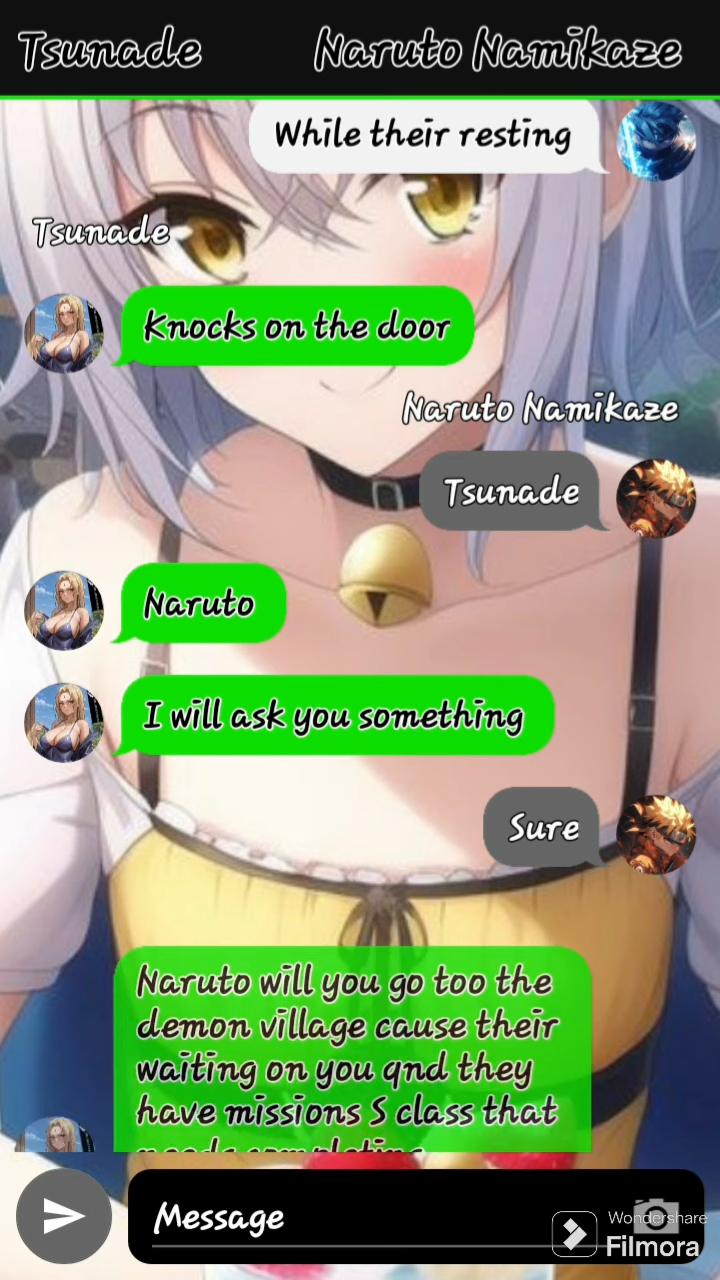 Tsunade Naruto Namikaze
While their resting
Tsunade
Knocks on the door
Naruto Namikaze
Tsunade
Naruto
I will ask you something
Sure
Naruto will you go too the
demon village cause their
waiting on you qnd they
have missions S class that
needs completing
Message
Wondershare
Filmora